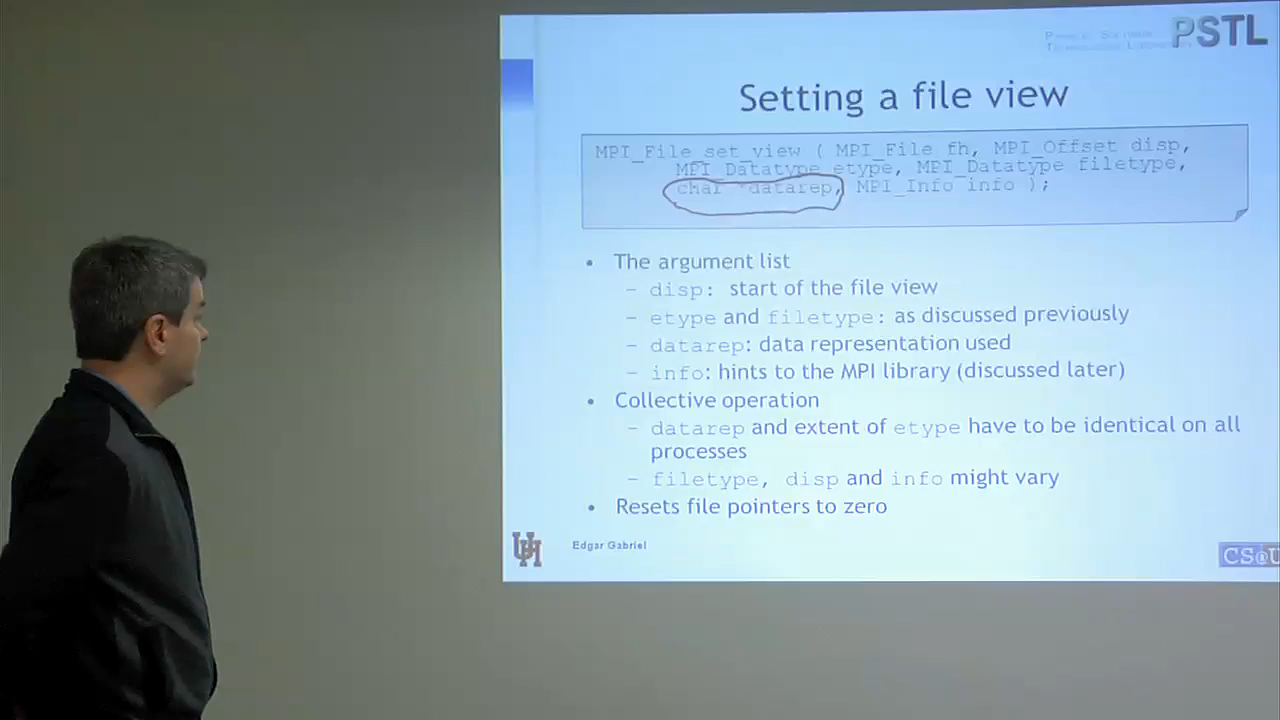 PSTL
Setting a file view
MPI_File_set_view ( MPI_File fh, MPI_Offset disp,
MPI_Datatype etype, MPI_Datatype filetype,
char *datarep, MPI_Info info );
• The argument list
– disp: start of the file view
– etype and filetype: as discussed previously
– datarep: data representation used
– info: hints to the MPI library (discussed later)
• Collective operation
– datarep and extent of etype have to be identical on all
processes
– filetype, disp and info might vary
• Resets file pointers to zero
UH
Edgar Gabriel
CS@U